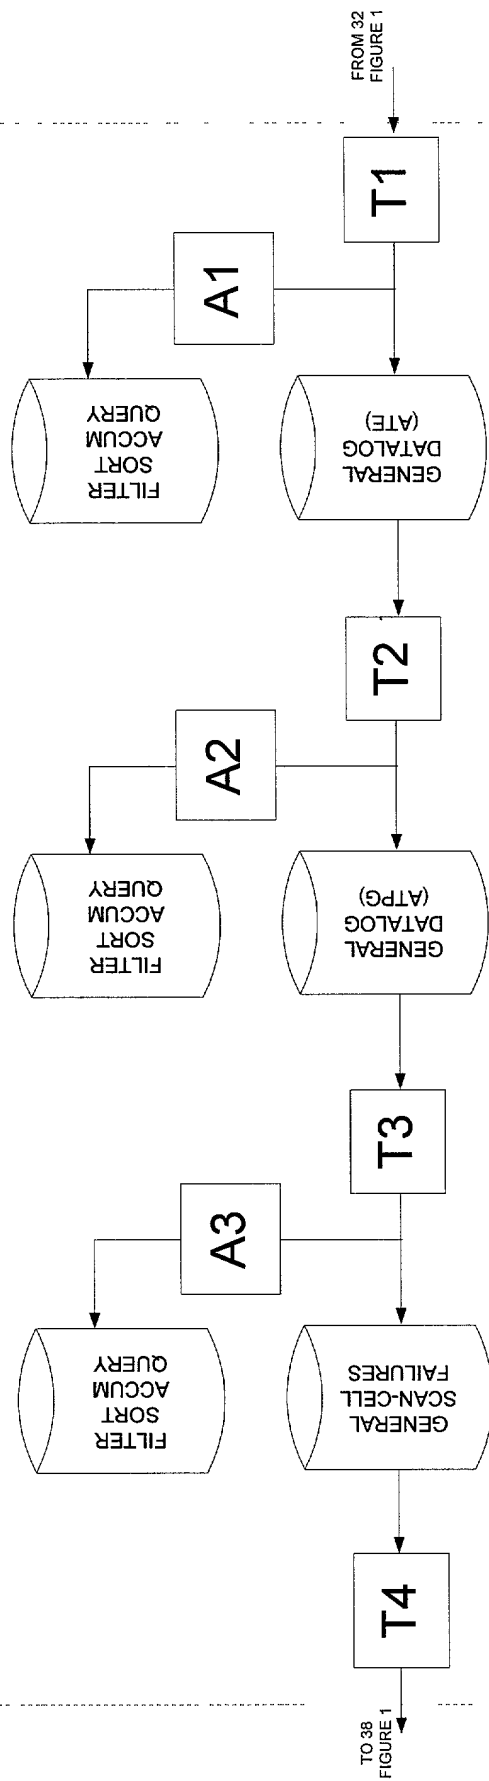 FROM 32
FIGURE 1
T1
A1
FILTER
SORT
ACCUM
QUERY
GENERAL
DATALOG
(ATE)
T2
A2
FILTER
SORT
ACCUM
QUERY
GENERAL
DATALOG
(ATPG)
T3
A3
FILTER
SORT
ACCUM
QUERY
GENERAL
SCAN-CELL
FAILURES
T4
TO 38
FIGURE 1